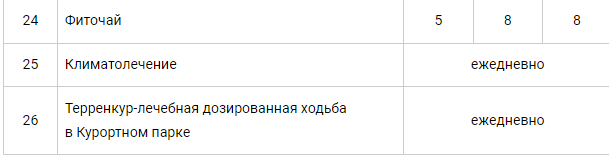 24 Фиточай 5 8 8
25 Климатолечение ежедневно
26 Терренкур-лечебная дозированная ходьба
в Курортном парке ежедневно